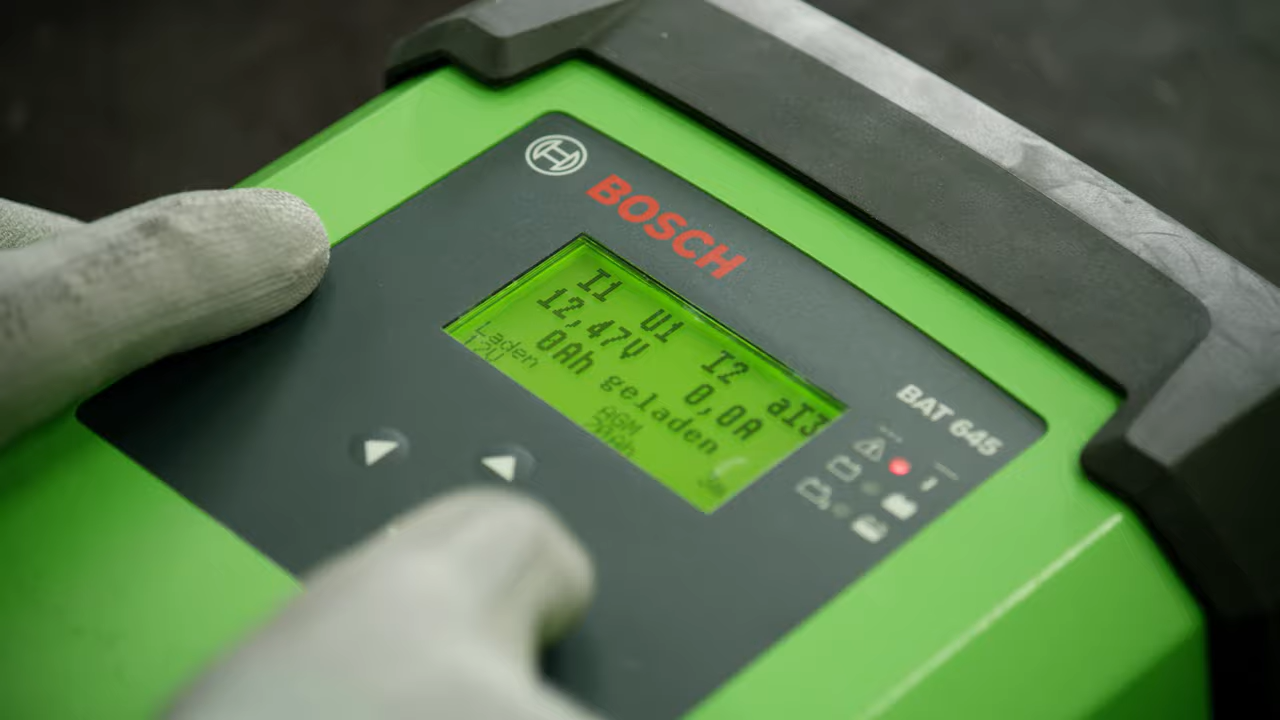 BOSCH
I1 U1 I2 aI3
12,47V 0,0A
0Ah geladen
Laden AGM
12V
BAT 645